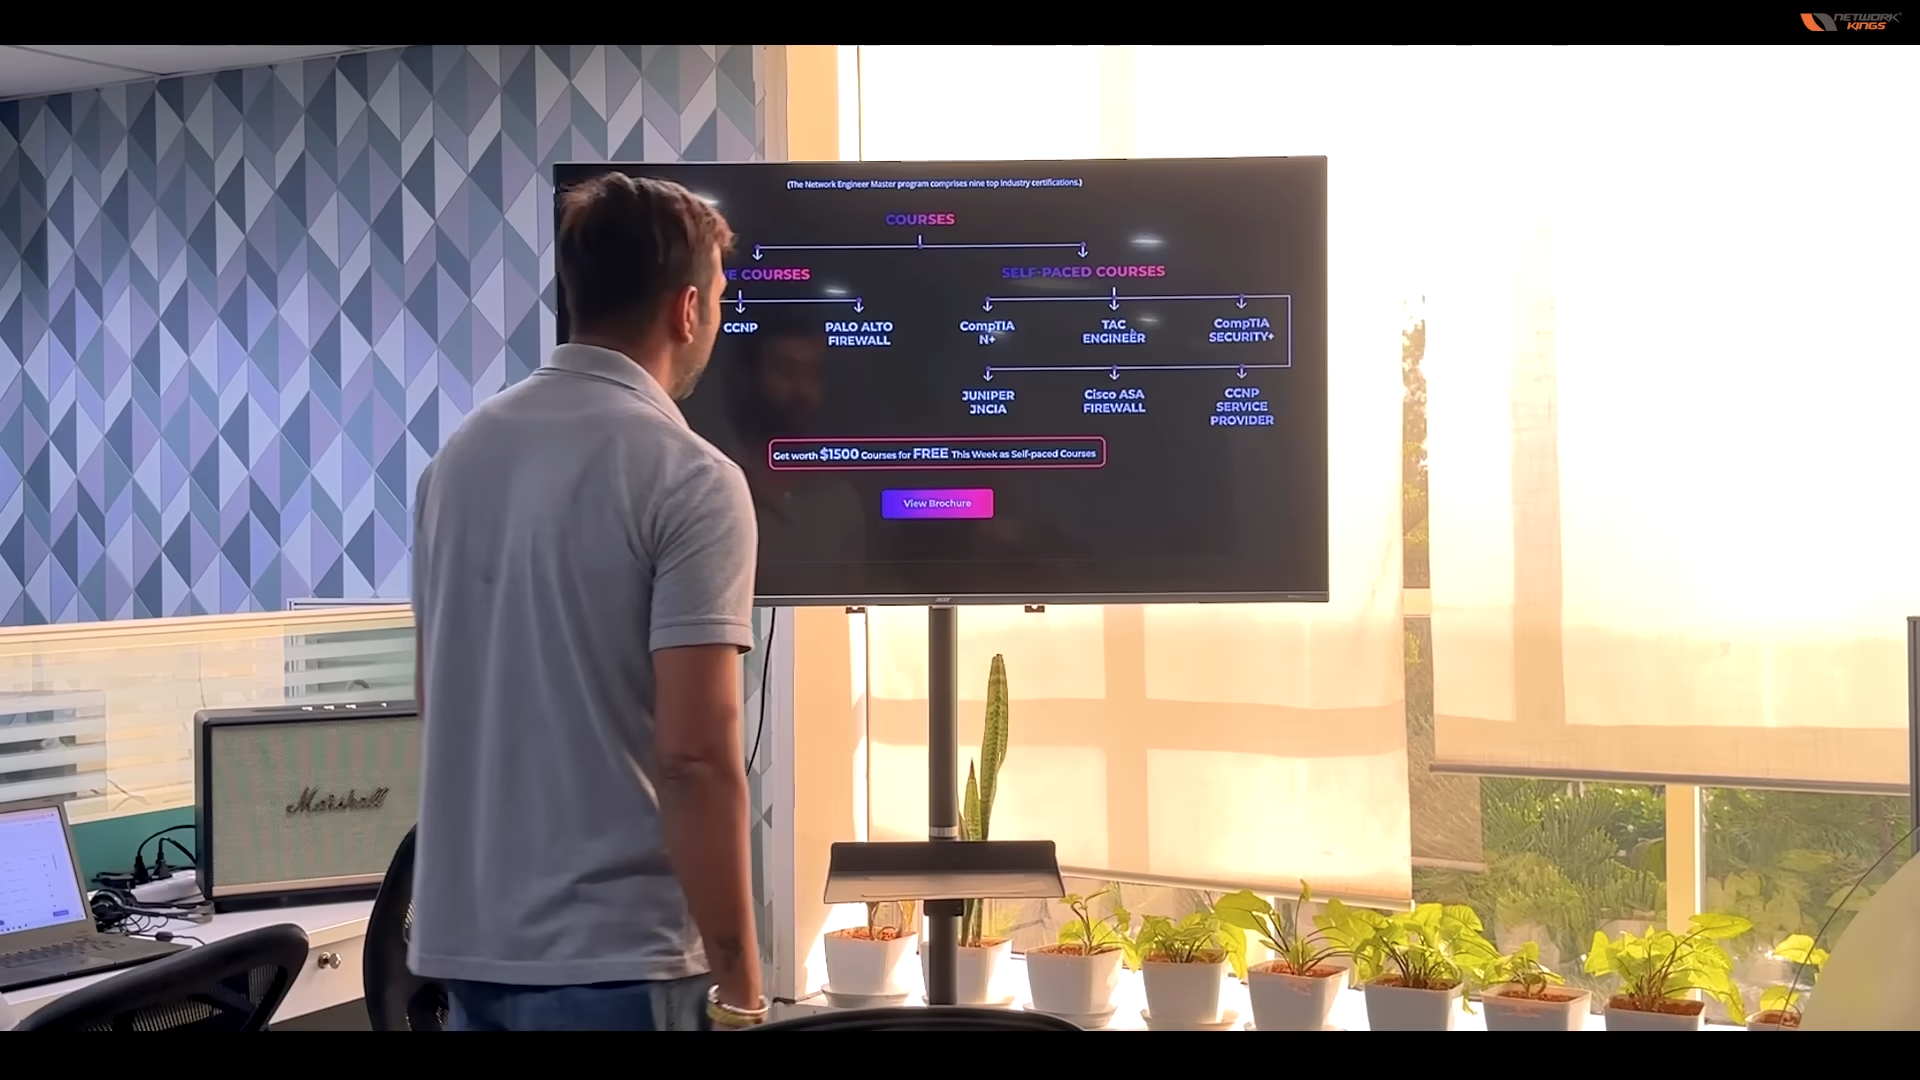 NETWORK
KINGS
(The Network Engineer Master program comprises nine top industry certifications.)
COURSES
COURSES
SELF-PACED COURSES
CCNP
PALO ALTO
FIREWALL
CompTIA
N+
TAC
ENGINEER
CompTIA
SECURITY+
JUNIPER
JNCIA
Cisco ASA
FIREWALL
CCNP
SERVICE
PROVIDER
Get worth $1500 Courses for FREE This Week as Self-paced Courses
View Brochure
acer
Marshall